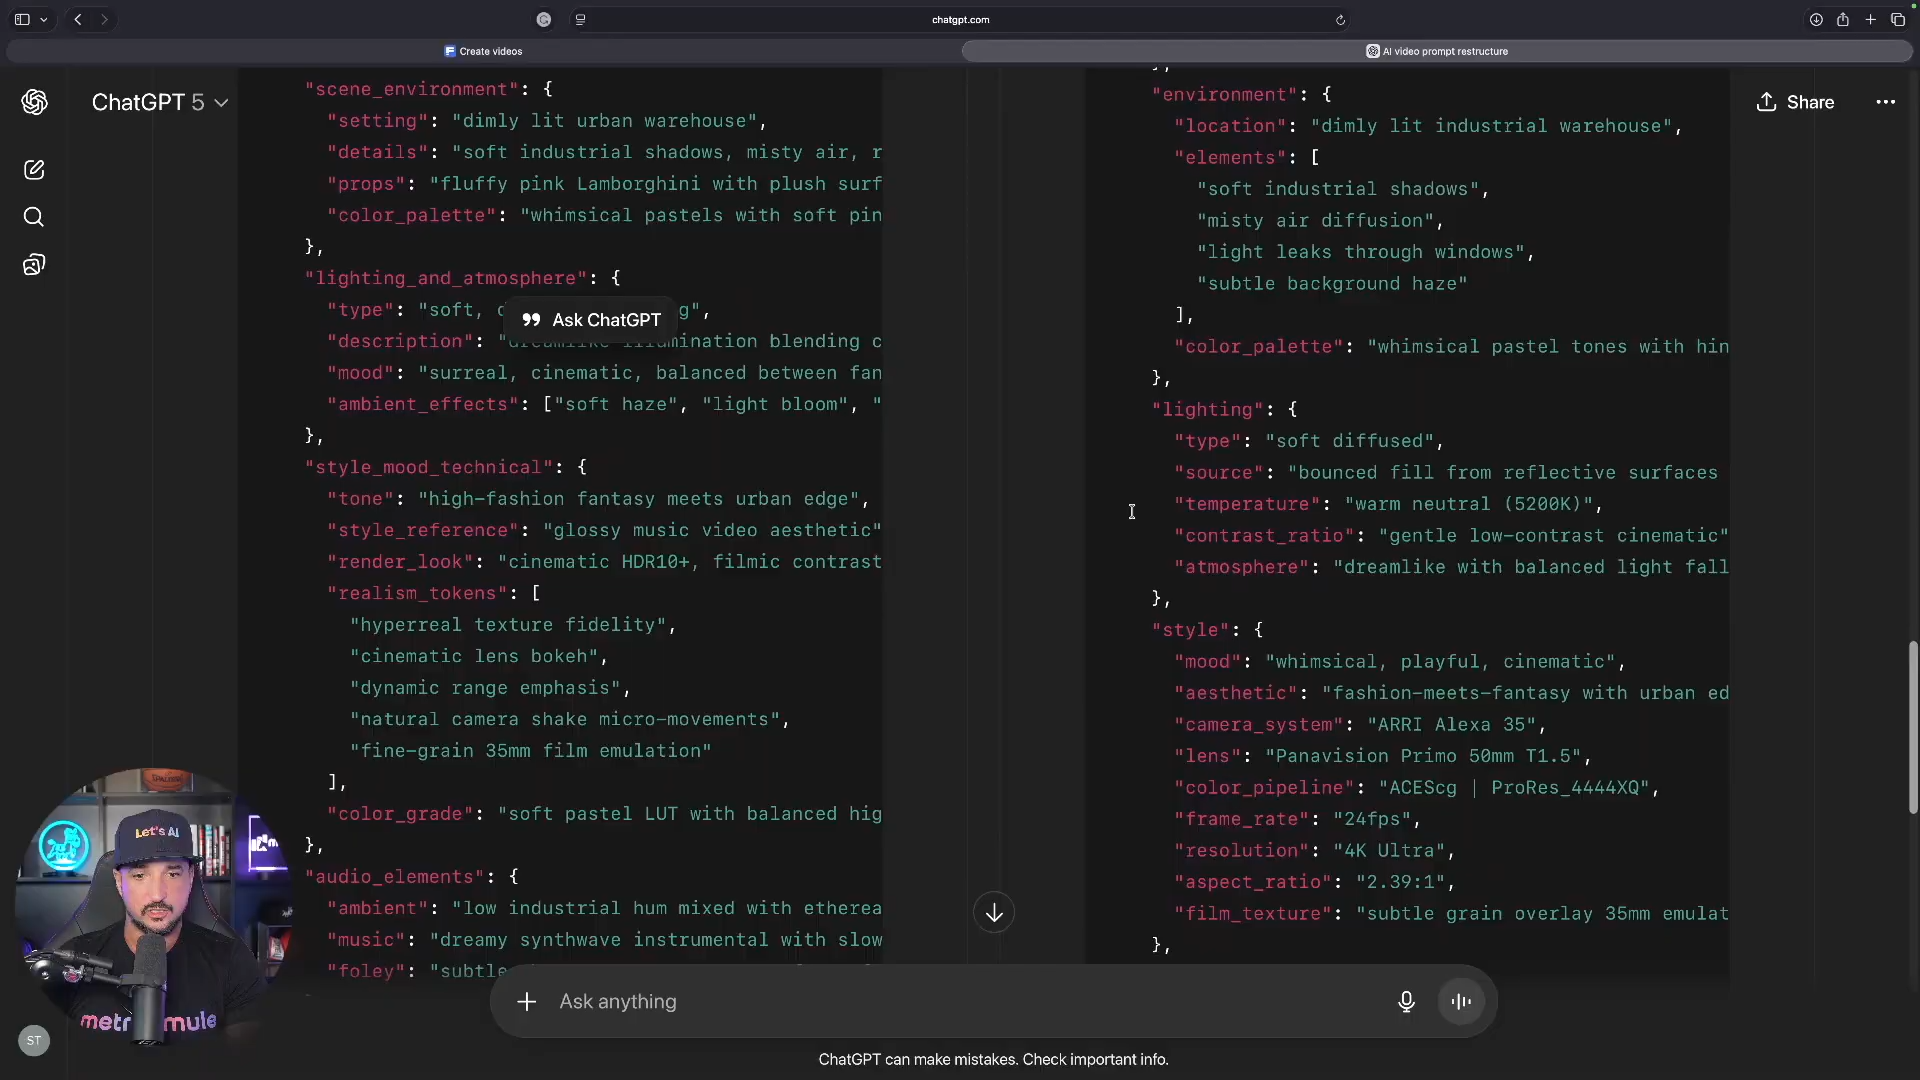 chatgpt.com
Create videos
AI video prompt restructure
ChatGPT 5
Share
"scene_environment": {
"setting": "dimly lit urban warehouse",
"details": "soft industrial shadows, misty air, r
"props": "fluffy pink Lamborghini with plush surf
"color_palette": "whimsical pastels with soft pin
},
"lighting_and_atmosphere": {
"type": "soft, g",
Ask ChatGPT
"description": "dreamlike illumination blending c
"mood": "surreal, cinematic, balanced between fan
"ambient_effects": ["soft haze", "light bloom", "
},
"style_mood_technical": {
"tone": "high-fashion fantasy meets urban edge",
"style_reference": "glossy music video aesthetic"
"render_look": "cinematic HDR10+, filmic contrast
"realism_tokens": [
"hyperreal texture fidelity",
"cinematic lens bokeh",
"dynamic range emphasis",
"natural camera shake micro-movements",
"fine-grain 35mm film emulation"
],
"color_grade": "soft pastel LUT with balanced hig
},
"audio_elements": {
"ambient": "low industrial hum mixed with etherea
"music": "dreamy synthwave instrumental with slow
"foley": "subtle
"environment": {
"location": "dimly lit industrial warehouse",
"elements": [
"soft industrial shadows",
"misty air diffusion",
"light leaks through windows",
"subtle background haze"
],
"color_palette": "whimsical pastel tones with hin
},
"lighting": {
"type": "soft diffused",
"source": "bounced fill from reflective surfaces
"temperature": "warm neutral (5200K)",
"contrast_ratio": "gentle low-contrast cinematic"
"atmosphere": "dreamlike with balanced light fall
},
"style": {
"mood": "whimsical, playful, cinematic",
"aesthetic": "fashion-meets-fantasy with urban ed
"camera_system": "ARRI Alexa 35",
"lens": "Panavision Primo 50mm T1.5",
"color_pipeline": "ACEScg | ProRes_4444XQ",
"frame_rate": "24fps",
"resolution": "4K Ultra",
"aspect_ratio": "2.39:1",
"film_texture": "subtle grain overlay 35mm emulat
},
Let's AI
ST
Ask anything
ChatGPT can make mistakes. Check important info.